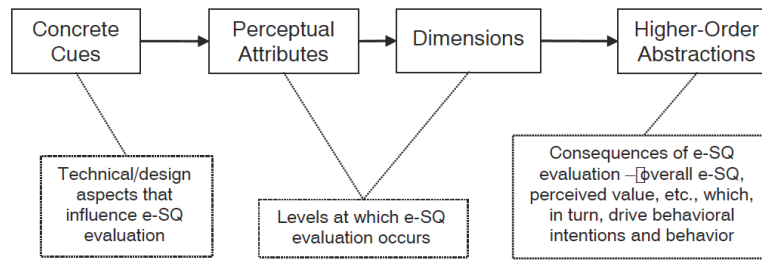 Concrete
Cues
Perceptual
Attributes
Dimensions
Higher-Order
Abstractions
Technical/design
aspects that
influence e-SQ
evaluation
Levels at which e-SQ
evaluation occurs
Consequences of e-SQ
evaluation – overall e-SQ,
perceived value, etc., which,
in turn, drive behavioral
intentions and behavior